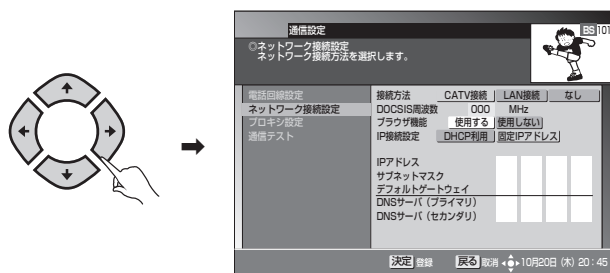 通信設定
BS 101
◎ネットワーク接続設定
ネットワーク接続方法を選択します。
電話回線設定
ネットワーク接続設定
プロキシ設定
通信テスト
接続方法 CATV接続 LAN接続 なし
DOCSIS周波数 000 MHz
ブラウザ機能 使用する 使用しない
IP接続設定 DHCP利用 固定IPアドレス
IPアドレス
サブネットマスク
デフォルトゲートウェイ
DNSサーバ（プライマリ）
DNSサーバ（セカンダリ）
決定 登録 戻る 取消 10月20日 (木) 20：45